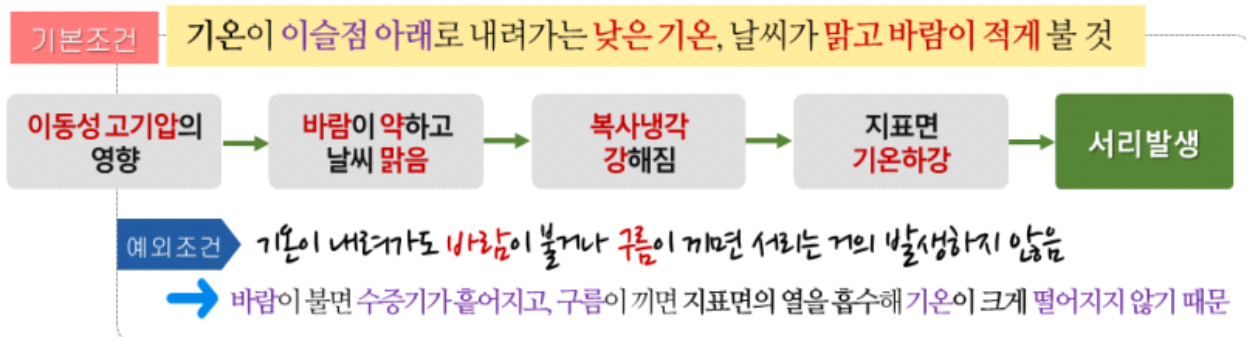 기본조건
기온이 이슬점 아래로 내려가는 낮은 기온, 날씨가 맑고 바람이 적게 불 것
이동성 고기압의
영향
바람이 약하고
날씨 맑음
복사냉각
강해짐
지표면
기온하강
서리발생
예외조건
기온이 내려가도 바람이 불거나 구름이 끼면 서리는 거의 발생하지 않음
바람이 불면 수증기가 흩어지고, 구름이 끼면 지표면의 열을 흡수해 기온이 크게 떨어지지 않기 때문